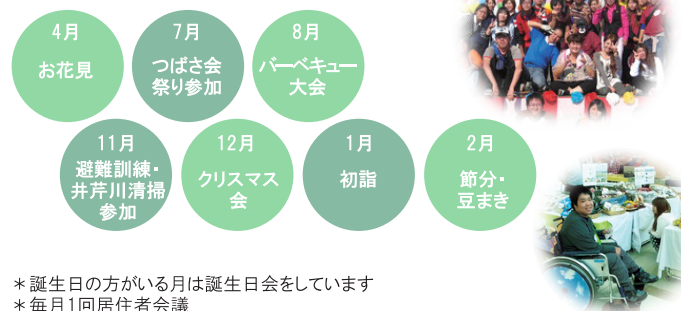 4月
お花見
7月
つばさ会
祭り参加
8月
バーベキュー
大会
11月
避難訓練・
井芹川清掃
参加
12月
クリスマス
会
1月
初詣
2月
節分・
豆まき
＊誕生日の方がいる月は誕生日会をしています
＊毎月1回居住者会議